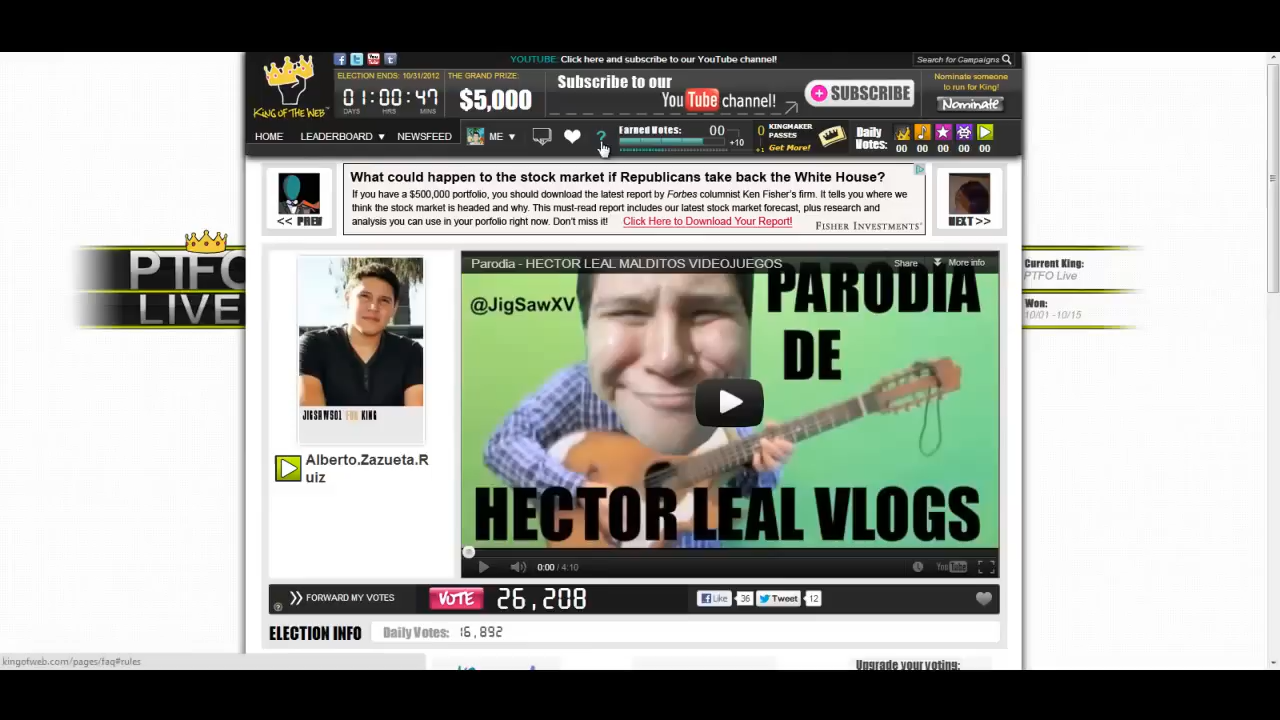 YOUTUBE: Click here and subscribe to our YouTube channel!
Search for Campaigns
KING OF THE WEB™
ELECTION ENDS: 10/31/2012
01:00:47
DAYS HRS MINS
THE GRAND PRIZE:
$5,000
Subscribe to our
YouTube channel!
SUBSCRIBE
Nominate someone
to run for King!
Nominate
HOME LEADERBOARD NEWSFEED ME ?
Earned Votes: 00
+10
0 KINGMAKER
PASSES
+1 Get More!
Daily
Votes:
00 00 00 00 00
<< PREV
What could happen to the stock market if Republicans take back the White House?
If you have a $500,000 portfolio, you should download the latest report by Forbes columnist Ken Fisher's firm. It tells you where we
think the stock market is headed and why. This must-read report includes our latest stock market forecast, plus research and
analysis you can use in your porfolio right now. Don't miss it! Click Here to Download Your Report!
FISHER INVESTMENTS
NEXT >>
PTFO
LIVE
Current King:
PTFO Live
Won:
10/01 -10/15
JIGSAW501 FOR KING
Alberto.Zazueta.R
uiz
Parodia - HECTOR LEAL MALDITOS VIDEOJUEGOS
Share More info
@JigSawXV
PARODIA
DE
HECTOR LEAL VLOGS
0:00 / 4:10
YouTube
FORWARD MY VOTES
VOTE 26,208
Like 36 Tweet 12
ELECTION INFO
Daily Votes: 16,892
kingofweb.com/pages/faq#rules
Upgrade your voting: